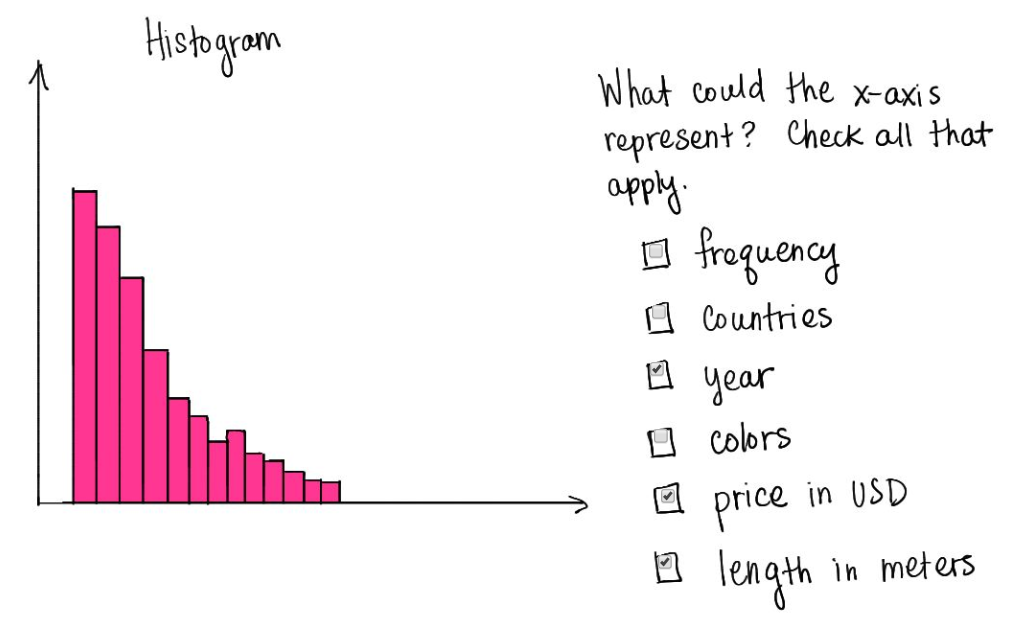 Histogram
What could the x-axis
represent? Check all that
apply.
frequency
countries
year
colors
price in USD
length in meters